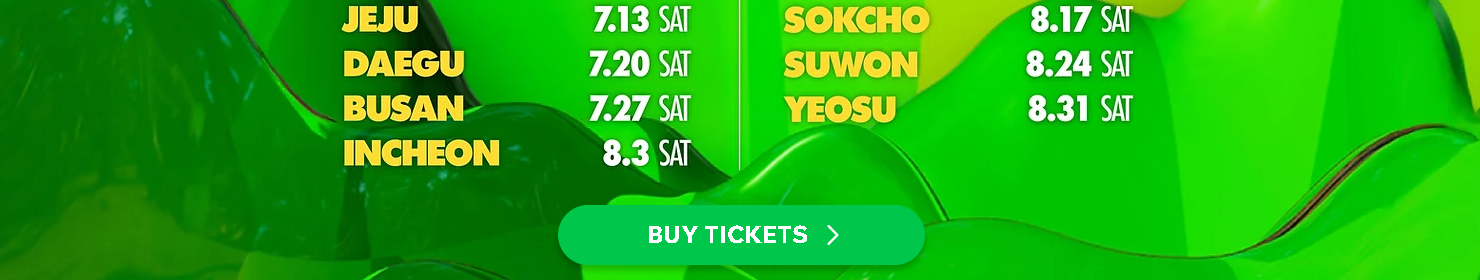 JEJU 7.13 SAT
DAEGU 7.20 SAT
BUSAN 7.27 SAT
INCHEON 8.3 SAT
SOKCHO 8.17 SAT
SUWON 8.24 SAT
YEOSU 8.31 SAT
BUY TICKETS